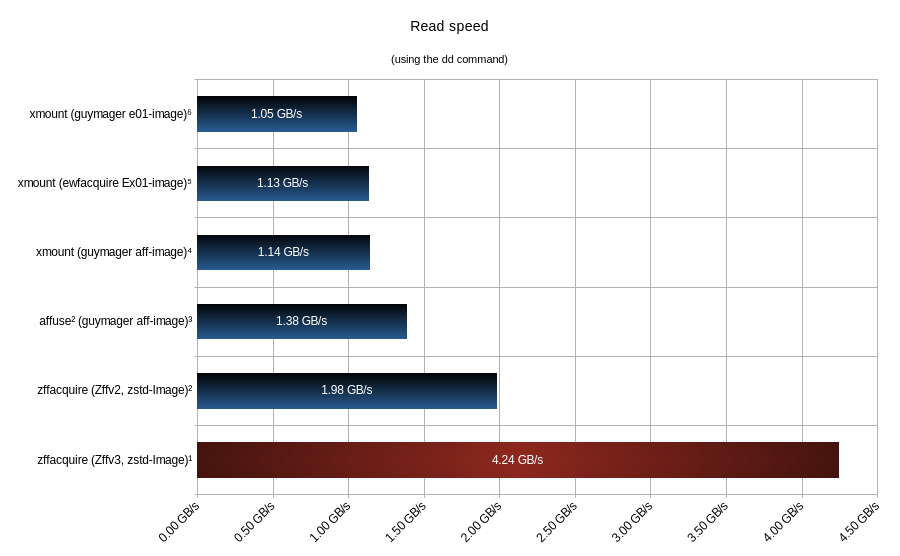 Read speed
(using the dd command)
xmount (guymager e01-image)⁶
1.05 GB/s
xmount (ewfacquire Ex01-image)⁵
1.13 GB/s
xmount (guymager aff-image)⁴
1.14 GB/s
affuse² (guymager aff-image)³
1.38 GB/s
zffacquire (Zffv2, zstd-Image)²
1.98 GB/s
zffacquire (Zffv3, zstd-Image)¹
4.24 GB/s
0.00 GB/s
0.50 GB/s
1.00 GB/s
1.50 GB/s
2.00 GB/s
2.50 GB/s
3.00 GB/s
3.50 GB/s
4.00 GB/s
4.50 GB/s